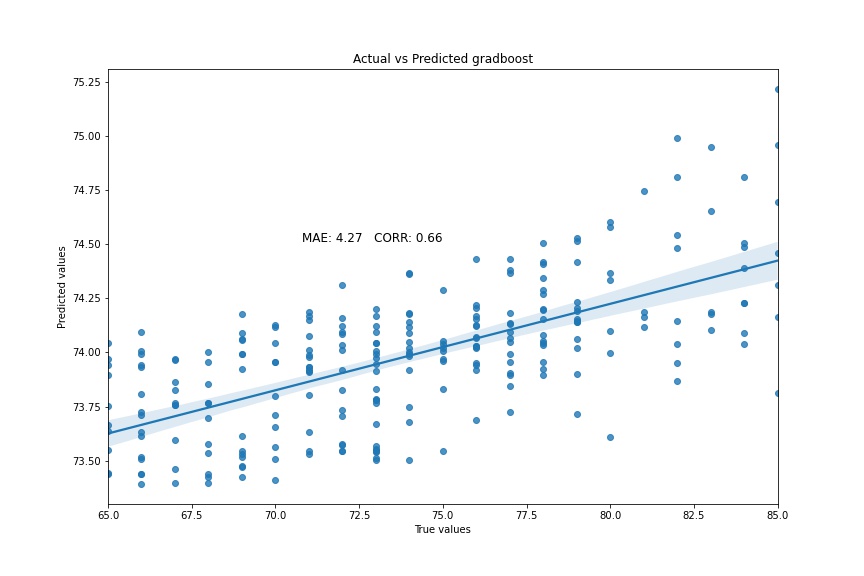 Actual vs Predicted gradboost
75.25
75.00
74.75
74.50
74.25
74.00
73.75
73.50
Predicted values
MAE: 4.27   CORR: 0.66
65.0 67.5 70.0 72.5 75.0 77.5 80.0 82.5 85.0
True values